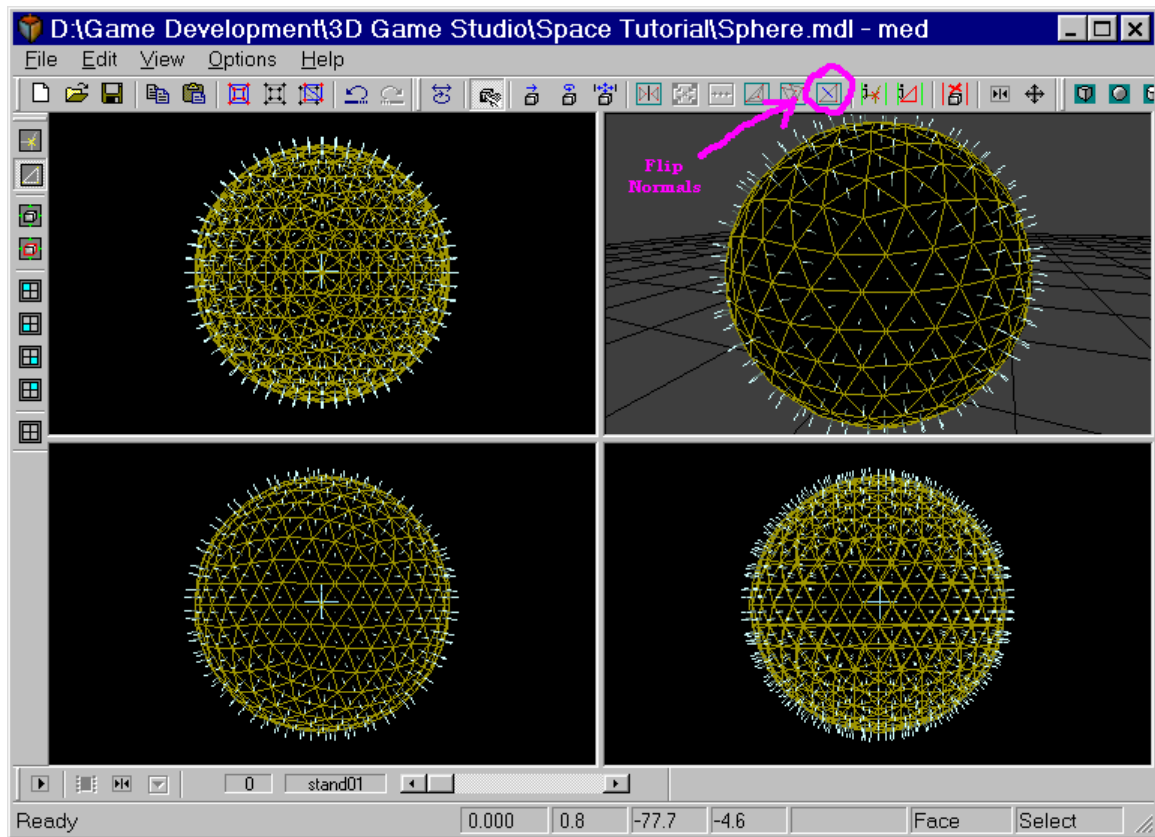 D:\Game Development\3D Game Studio\Space Tutorial\Sphere.mdl - med
File Edit View Options Help
Flip
Normals
0 stand01
Ready 0.000 0.8 -77.7 -4.6 Face Select